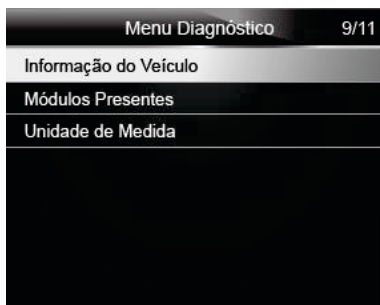 Menu Diagnóstico 9/11
Informação do Veículo
Módulos Presentes
Unidade de Medida